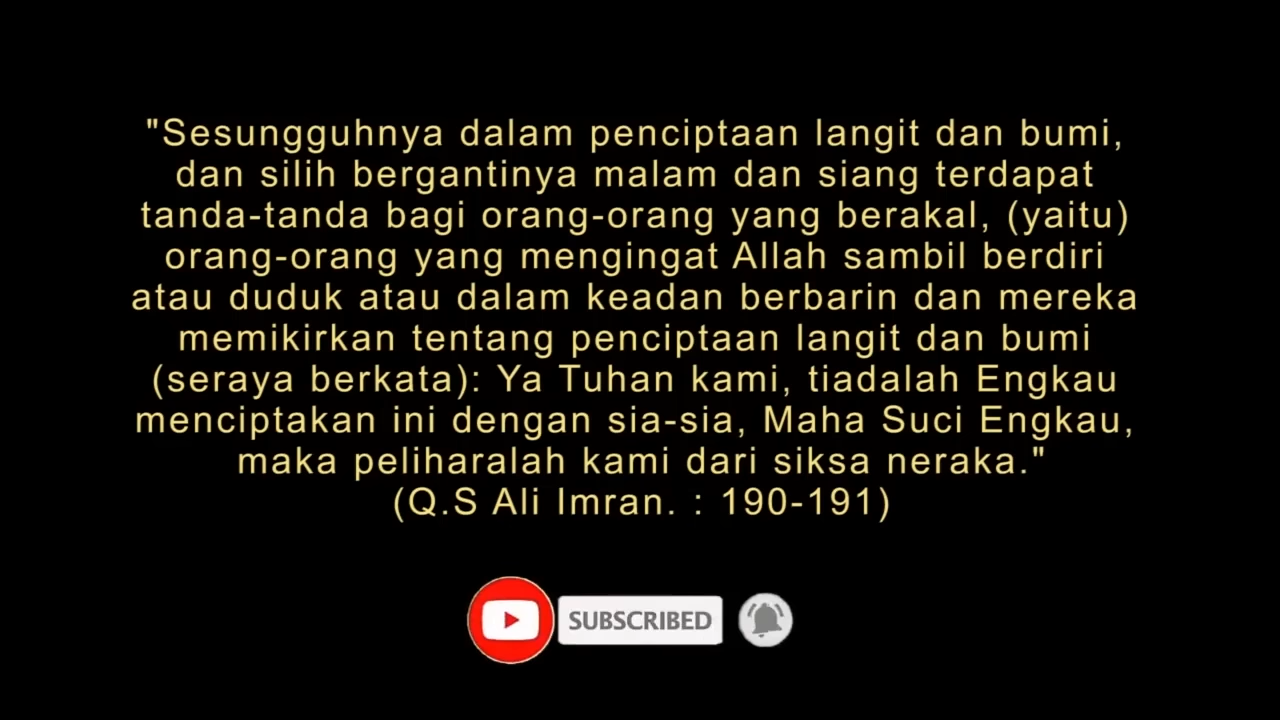 "Sesungguhnya dalam penciptaan langit dan bumi,
dan silih bergantinya malam dan siang terdapat
tanda-tanda bagi orang-orang yang berakal, (yaitu)
orang-orang yang mengingat Allah sambil berdiri
atau duduk atau dalam keadan berbarin dan mereka
memikirkan tentang penciptaan langit dan bumi
(seraya berkata): Ya Tuhan kami, tiadalah Engkau
menciptakan ini dengan sia-sia, Maha Suci Engkau,
maka peliharalah kami dari siksa neraka."
(Q.S Ali Imran. : 190-191)
SUBSCRIBED